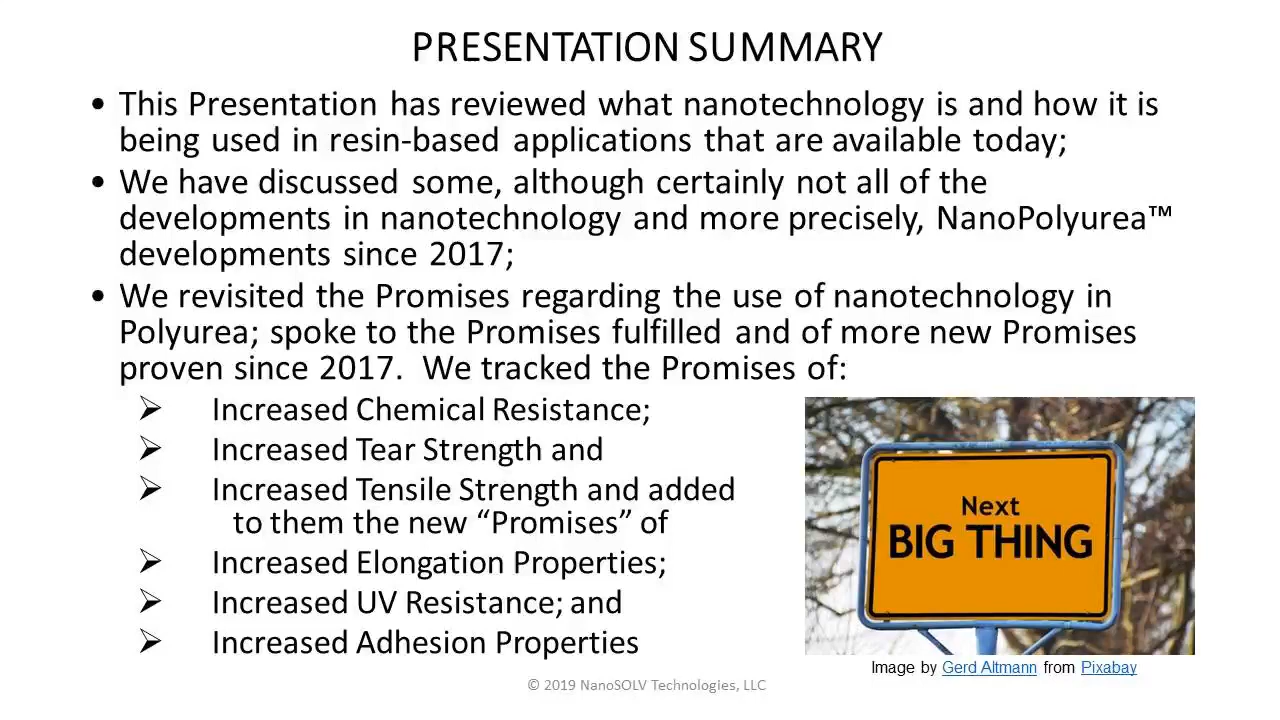 PRESENTATION SUMMARY
• This Presentation has reviewed what nanotechnology is and how it is
being used in resin-based applications that are available today;
• We have discussed some, although certainly not all of the
developments in nanotechnology and more precisely, NanoPolyurea™
developments since 2017;
• We revisited the Promises regarding the use of nanotechnology in
Polyurea; spoke to the Promises fulfilled and of more new Promises
proven since 2017.  We tracked the Promises of:
➢ Increased Chemical Resistance;
➢ Increased Tear Strength and
➢ Increased Tensile Strength and added
to them the new “Promises” of
➢ Increased Elongation Properties;
➢ Increased UV Resistance; and
➢ Increased Adhesion Properties
Next
BIG THING
Image by Gerd Altmann from Pixabay
© 2019 NanoSOLV Technologies, LLC